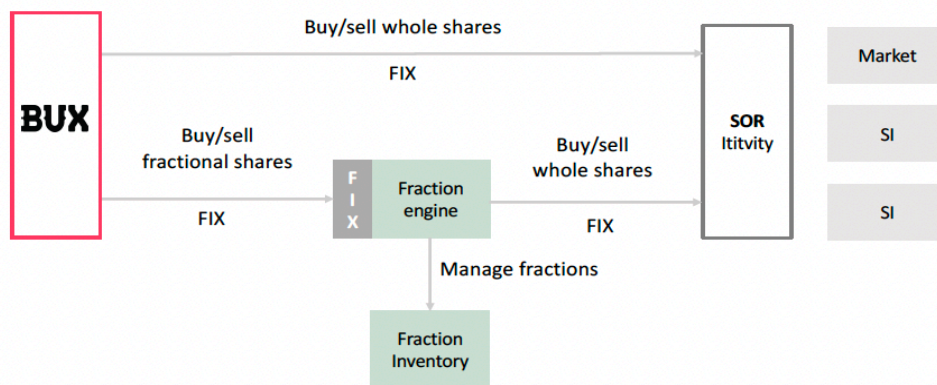 Buy/sell whole shares
FIX
Market
BUX
SOR
Ititvity
SI
Buy/sell
fractional shares
FIX
F
I
X
Fraction
engine
Buy/sell
whole shares
FIX
SI
Manage fractions
Fraction
Inventory